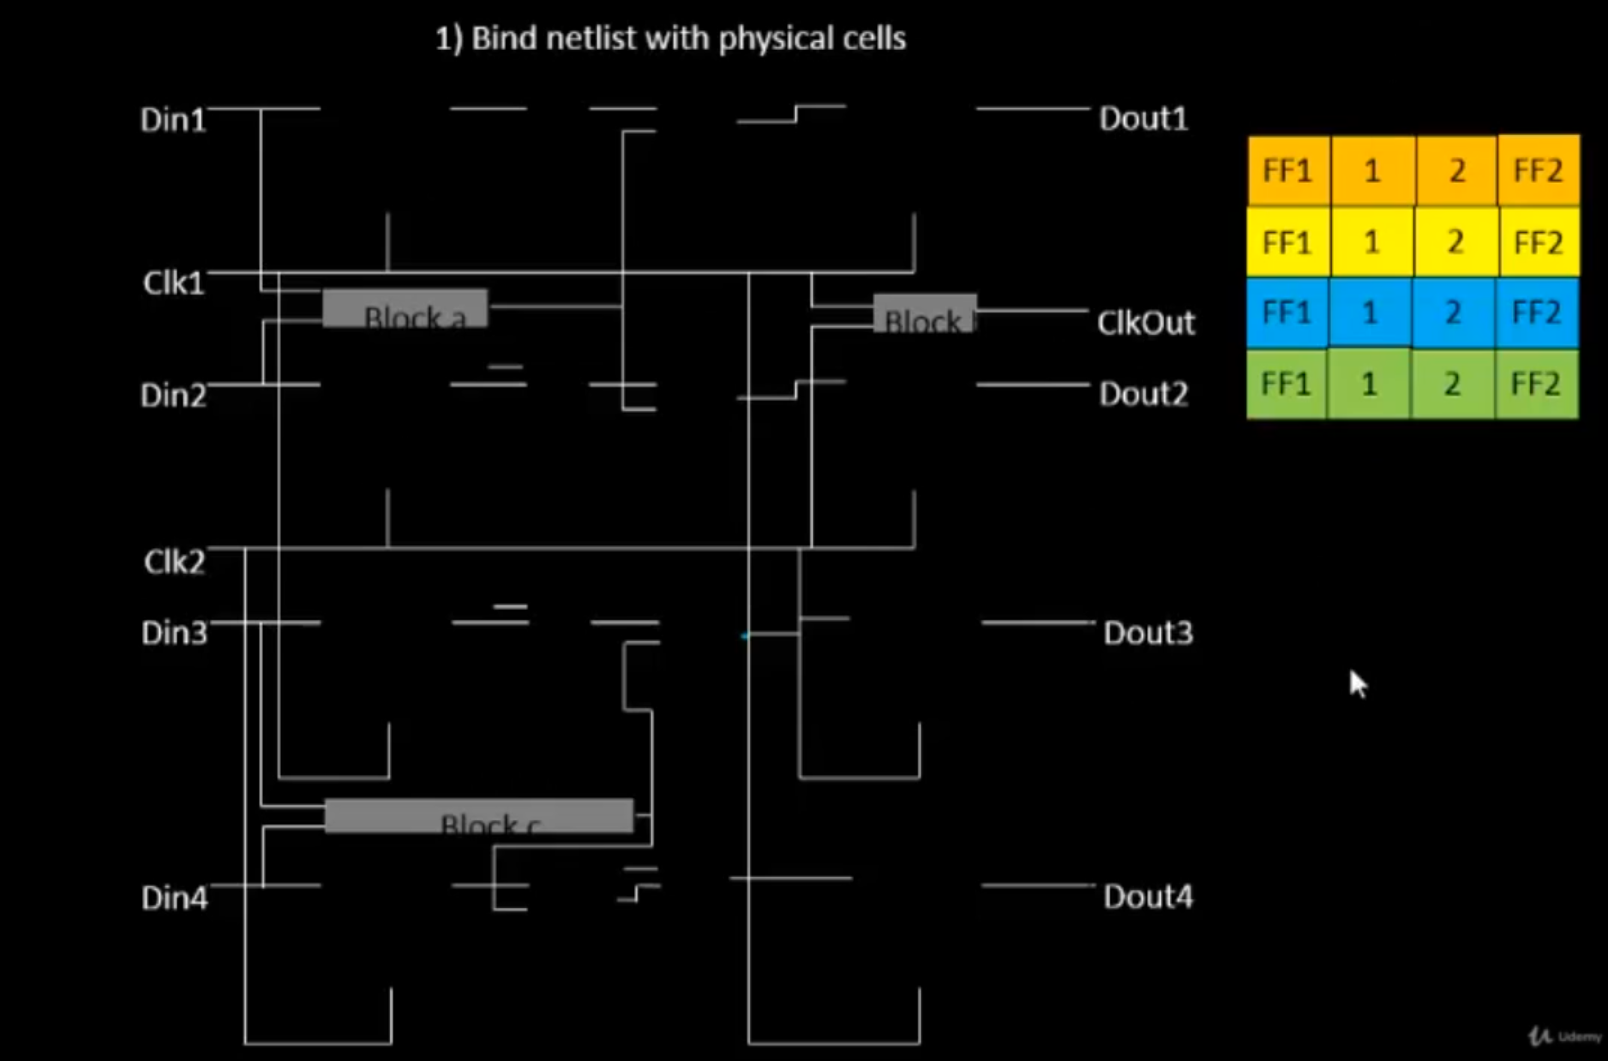 1) Bind netlist with physical cells
Din1
Dout1
FF1 1 2 FF2
FF1 1 2 FF2
Clk1
Block a
Block
ClkOut
FF1 1 2 FF2
Din2
Dout2
FF1 1 2 FF2
Clk2
Din3
Dout3
Block c
Din4
Dout4
Udemy